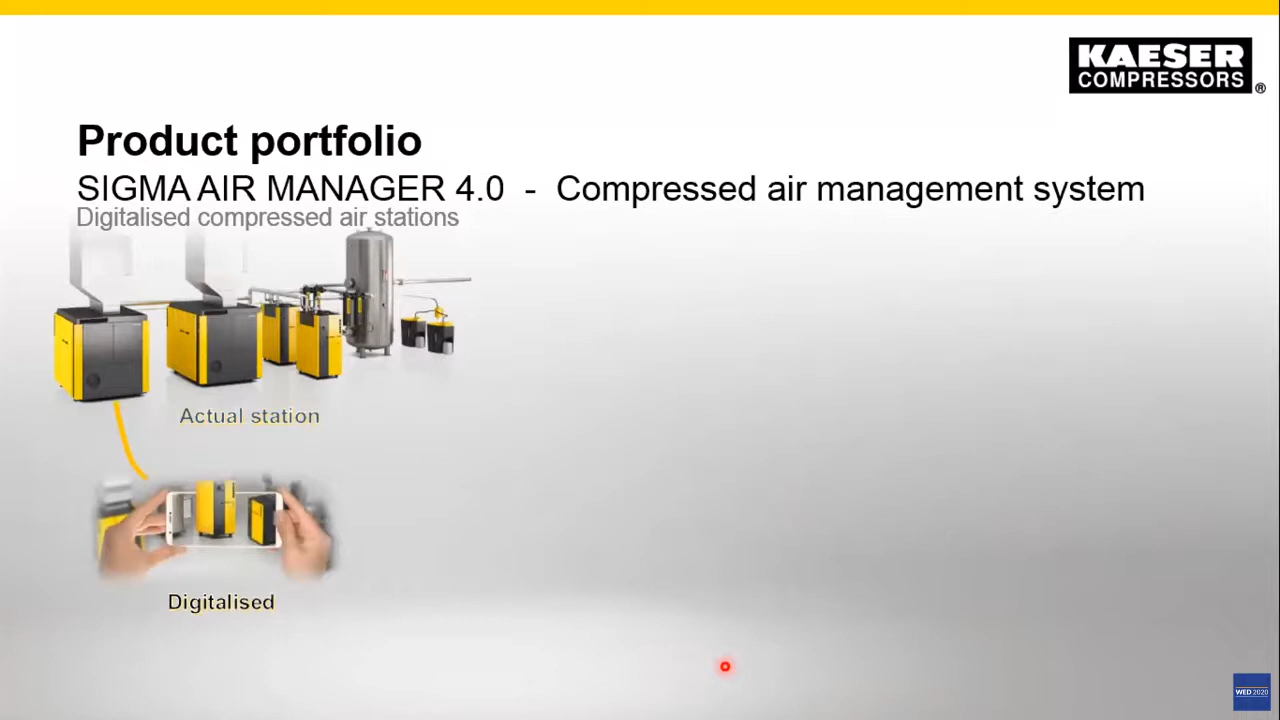 KAESER
COMPRESSORS®
Product portfolio
SIGMA AIR MANAGER 4.0 - Compressed air management system
Digitalised compressed air stations
Actual station
Digitalised
WED 2020